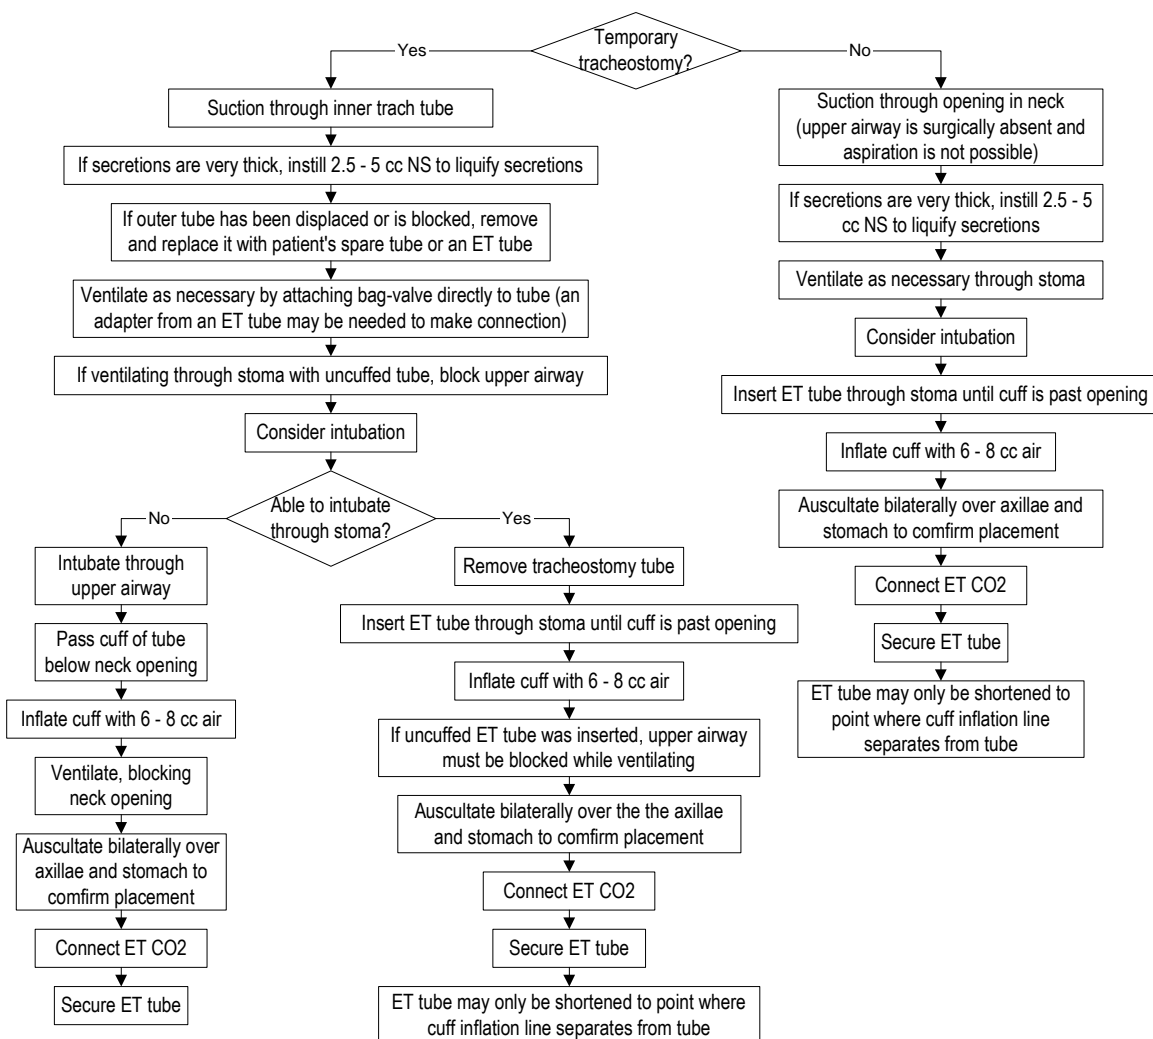 Temporary
tracheostomy?
Yes
No
Suction through inner trach tube
If secretions are very thick, instill 2.5 - 5 cc NS to liquify secretions
If outer tube has been displaced or is blocked, remove
and replace it with patient's spare tube or an ET tube
Ventilate as necessary by attaching bag-valve directly to tube (an
adapter from an ET tube may be needed to make connection)
If ventilating through stoma with uncuffed tube, block upper airway
Consider intubation
Able to intubate
through stoma?
No
Yes
Intubate through
upper airway
Pass cuff of tube
below neck opening
Inflate cuff with 6 - 8 cc air
Ventilate, blocking
neck opening
Auscultate bilaterally over
axillae and stomach to
comfirm placement
Connect ET CO2
Secure ET tube
Remove tracheostomy tube
Insert ET tube through stoma until cuff is past opening
Inflate cuff with 6 - 8 cc air
If uncuffed ET tube was inserted, upper airway
must be blocked while ventilating
Auscultate bilaterally over the the axillae
and stomach to comfirm placement
Connect ET CO2
Secure ET tube
ET tube may only be shortened to point where
cuff inflation line separates from tube
Suction through opening in neck
(upper airway is surgically absent and
aspiration is not possible)
If secretions are very thick, instill 2.5 - 5
cc NS to liquify secretions
Ventilate as necessary through stoma
Consider intubation
Insert ET tube through stoma until cuff is past opening
Inflate cuff with 6 - 8 cc air
Auscultate bilaterally over axillae and
stomach to comfirm placement
Connect ET CO2
Secure ET tube
ET tube may only be shortened to
point where cuff inflation line
separates from tube